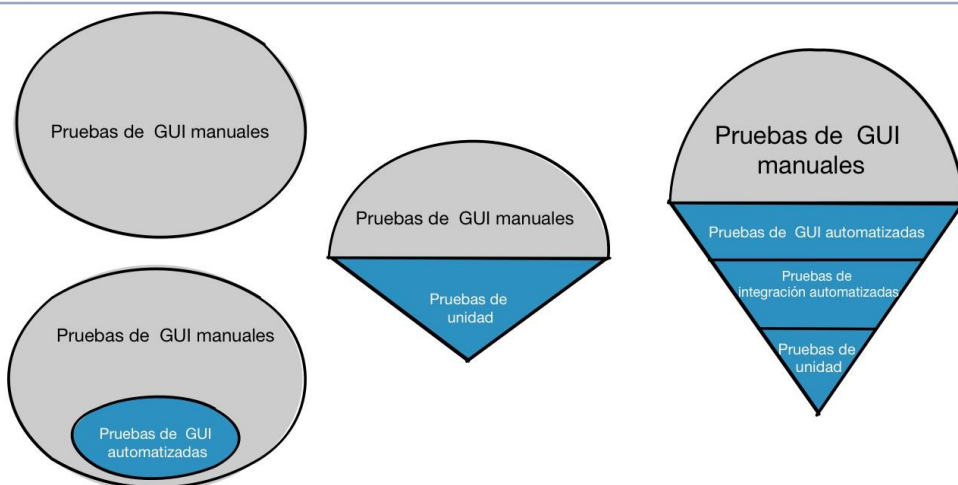 Pruebas de GUI manuales
Pruebas de GUI manuales
Pruebas de GUI
automatizadas
Pruebas de GUI manuales
Pruebas de
unidad
Pruebas de GUI
manuales
Pruebas de GUI automatizadas
Pruebas de
integración automatizadas
Pruebas de
unidad